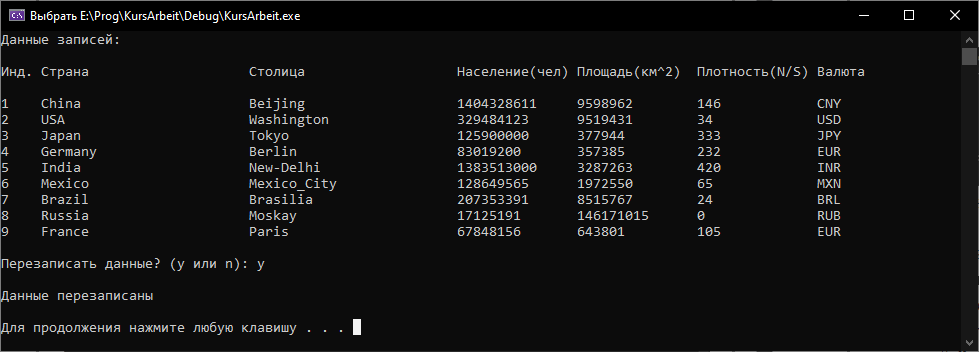 Выбрать E:\Prog\KursArbeit\Debug\KursArbeit.exe
Данные записей:
Инд. Страна Столица Население(чел) Площадь(км^2) Плотность(N/S) Валюта
1 China Beijing 1404328611 9598962 146 CNY
2 USA Washington 329484123 9519431 34 USD
3 Japan Tokyo 125900000 377944 333 JPY
4 Germany Berlin 83019200 357385 232 EUR
5 India New-Delhi 1383513000 3287263 420 INR
6 Mexico Mexico_City 128649565 1972550 65 MXN
7 Brazil Brasilia 207353391 8515767 24 BRL
8 Russia Moskay 17125191 146171015 0 RUB
9 France Paris 67848156 643801 105 EUR
Перезаписать данные? (y или n): y
Данные перезаписаны
Для продолжения нажмите любую клавишу . . .